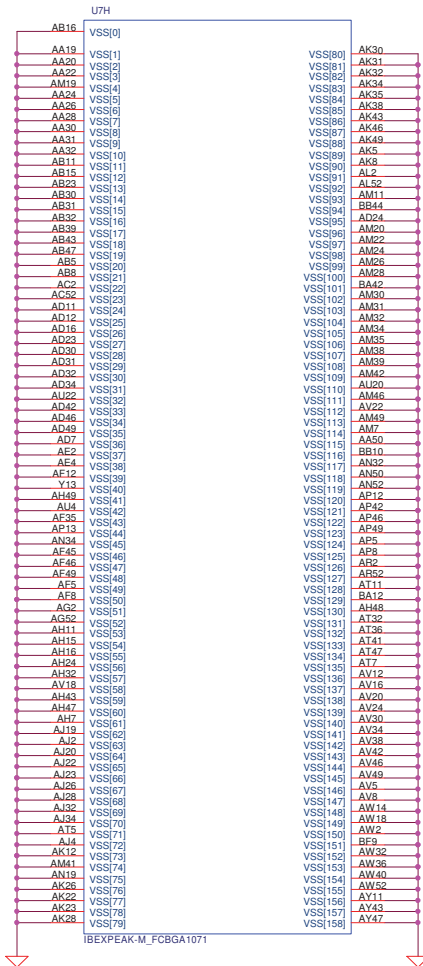 U7H
AB16 VSS[0]
AA19 VSS[1]
AA20 VSS[2]
AA22 VSS[3]
AM19 VSS[4]
AA24 VSS[5]
AA26 VSS[6]
AA28 VSS[7]
AA30 VSS[8]
AA31 VSS[9]
AA32 VSS[10]
AB11 VSS[11]
AB15 VSS[12]
AB23 VSS[13]
AB30 VSS[14]
AB31 VSS[15]
AB32 VSS[16]
AB39 VSS[17]
AB43 VSS[18]
AB47 VSS[19]
AB5 VSS[20]
AB8 VSS[21]
AC2 VSS[22]
AC52 VSS[23]
AD11 VSS[24]
AD12 VSS[25]
AD16 VSS[26]
AD23 VSS[27]
AD30 VSS[28]
AD31 VSS[29]
AD32 VSS[30]
AD34 VSS[31]
AU22 VSS[32]
AD42 VSS[33]
AD46 VSS[34]
AD49 VSS[35]
AD7 VSS[36]
AE2 VSS[37]
AE4 VSS[38]
AF12 VSS[39]
Y13 VSS[40]
AH49 VSS[41]
AU4 VSS[42]
AF35 VSS[43]
AP13 VSS[44]
AN34 VSS[45]
AF45 VSS[46]
AF46 VSS[47]
AF49 VSS[48]
AF5 VSS[49]
AF8 VSS[50]
AG2 VSS[51]
AG52 VSS[52]
AH11 VSS[53]
AH15 VSS[54]
AH16 VSS[55]
AH24 VSS[56]
AH32 VSS[57]
AV18 VSS[58]
AH43 VSS[59]
AH47 VSS[60]
AH7 VSS[61]
AJ19 VSS[62]
AJ2 VSS[63]
AJ20 VSS[64]
AJ22 VSS[65]
AJ23 VSS[66]
AJ26 VSS[67]
AJ28 VSS[68]
AJ32 VSS[69]
AJ34 VSS[70]
AT5 VSS[71]
AJ4 VSS[72]
AK12 VSS[73]
AM41 VSS[74]
AN19 VSS[75]
AK26 VSS[76]
AK22 VSS[77]
AK23 VSS[78]
AK28 VSS[79]
VSS[80] AK30
VSS[81] AK31
VSS[82] AK32
VSS[83] AK34
VSS[84] AK35
VSS[85] AK38
VSS[86] AK43
VSS[87] AK46
VSS[88] AK49
VSS[89] AK5
VSS[90] AK8
VSS[91] AL2
VSS[92] AL52
VSS[93] AM11
VSS[94] BB44
VSS[95] AD24
VSS[96] AM20
VSS[97] AM22
VSS[98] AM24
VSS[99] AM26
VSS[100] AM28
VSS[101] BA42
VSS[102] AM30
VSS[103] AM31
VSS[104] AM32
VSS[105] AM34
VSS[106] AM35
VSS[107] AM38
VSS[108] AM39
VSS[109] AM42
VSS[110] AU20
VSS[111] AM46
VSS[112] AV22
VSS[113] AM49
VSS[114] AM7
VSS[115] AA50
VSS[116] BB10
VSS[117] AN32
VSS[118] AN50
VSS[119] AN52
VSS[120] AP12
VSS[121] AP42
VSS[122] AP46
VSS[123] AP49
VSS[124] AP5
VSS[125] AP8
VSS[126] AR2
VSS[127] AR52
VSS[128] AT11
VSS[129] BA12
VSS[130] AH48
VSS[131] AT32
VSS[132] AT36
VSS[133] AT41
VSS[134] AT47
VSS[135] AT7
VSS[136] AV12
VSS[137] AV16
VSS[138] AV20
VSS[139] AV24
VSS[140] AV30
VSS[141] AV34
VSS[142] AV38
VSS[143] AV42
VSS[144] AV46
VSS[145] AV49
VSS[146] AV5
VSS[147] AV8
VSS[148] AW14
VSS[149] AW18
VSS[150] AW2
VSS[151] BF9
VSS[152] AW32
VSS[153] AW36
VSS[154] AW40
VSS[155] AW52
VSS[156] AY11
VSS[157] AY43
VSS[158] AY47
IBEXPEAK-M_FCBGA1071